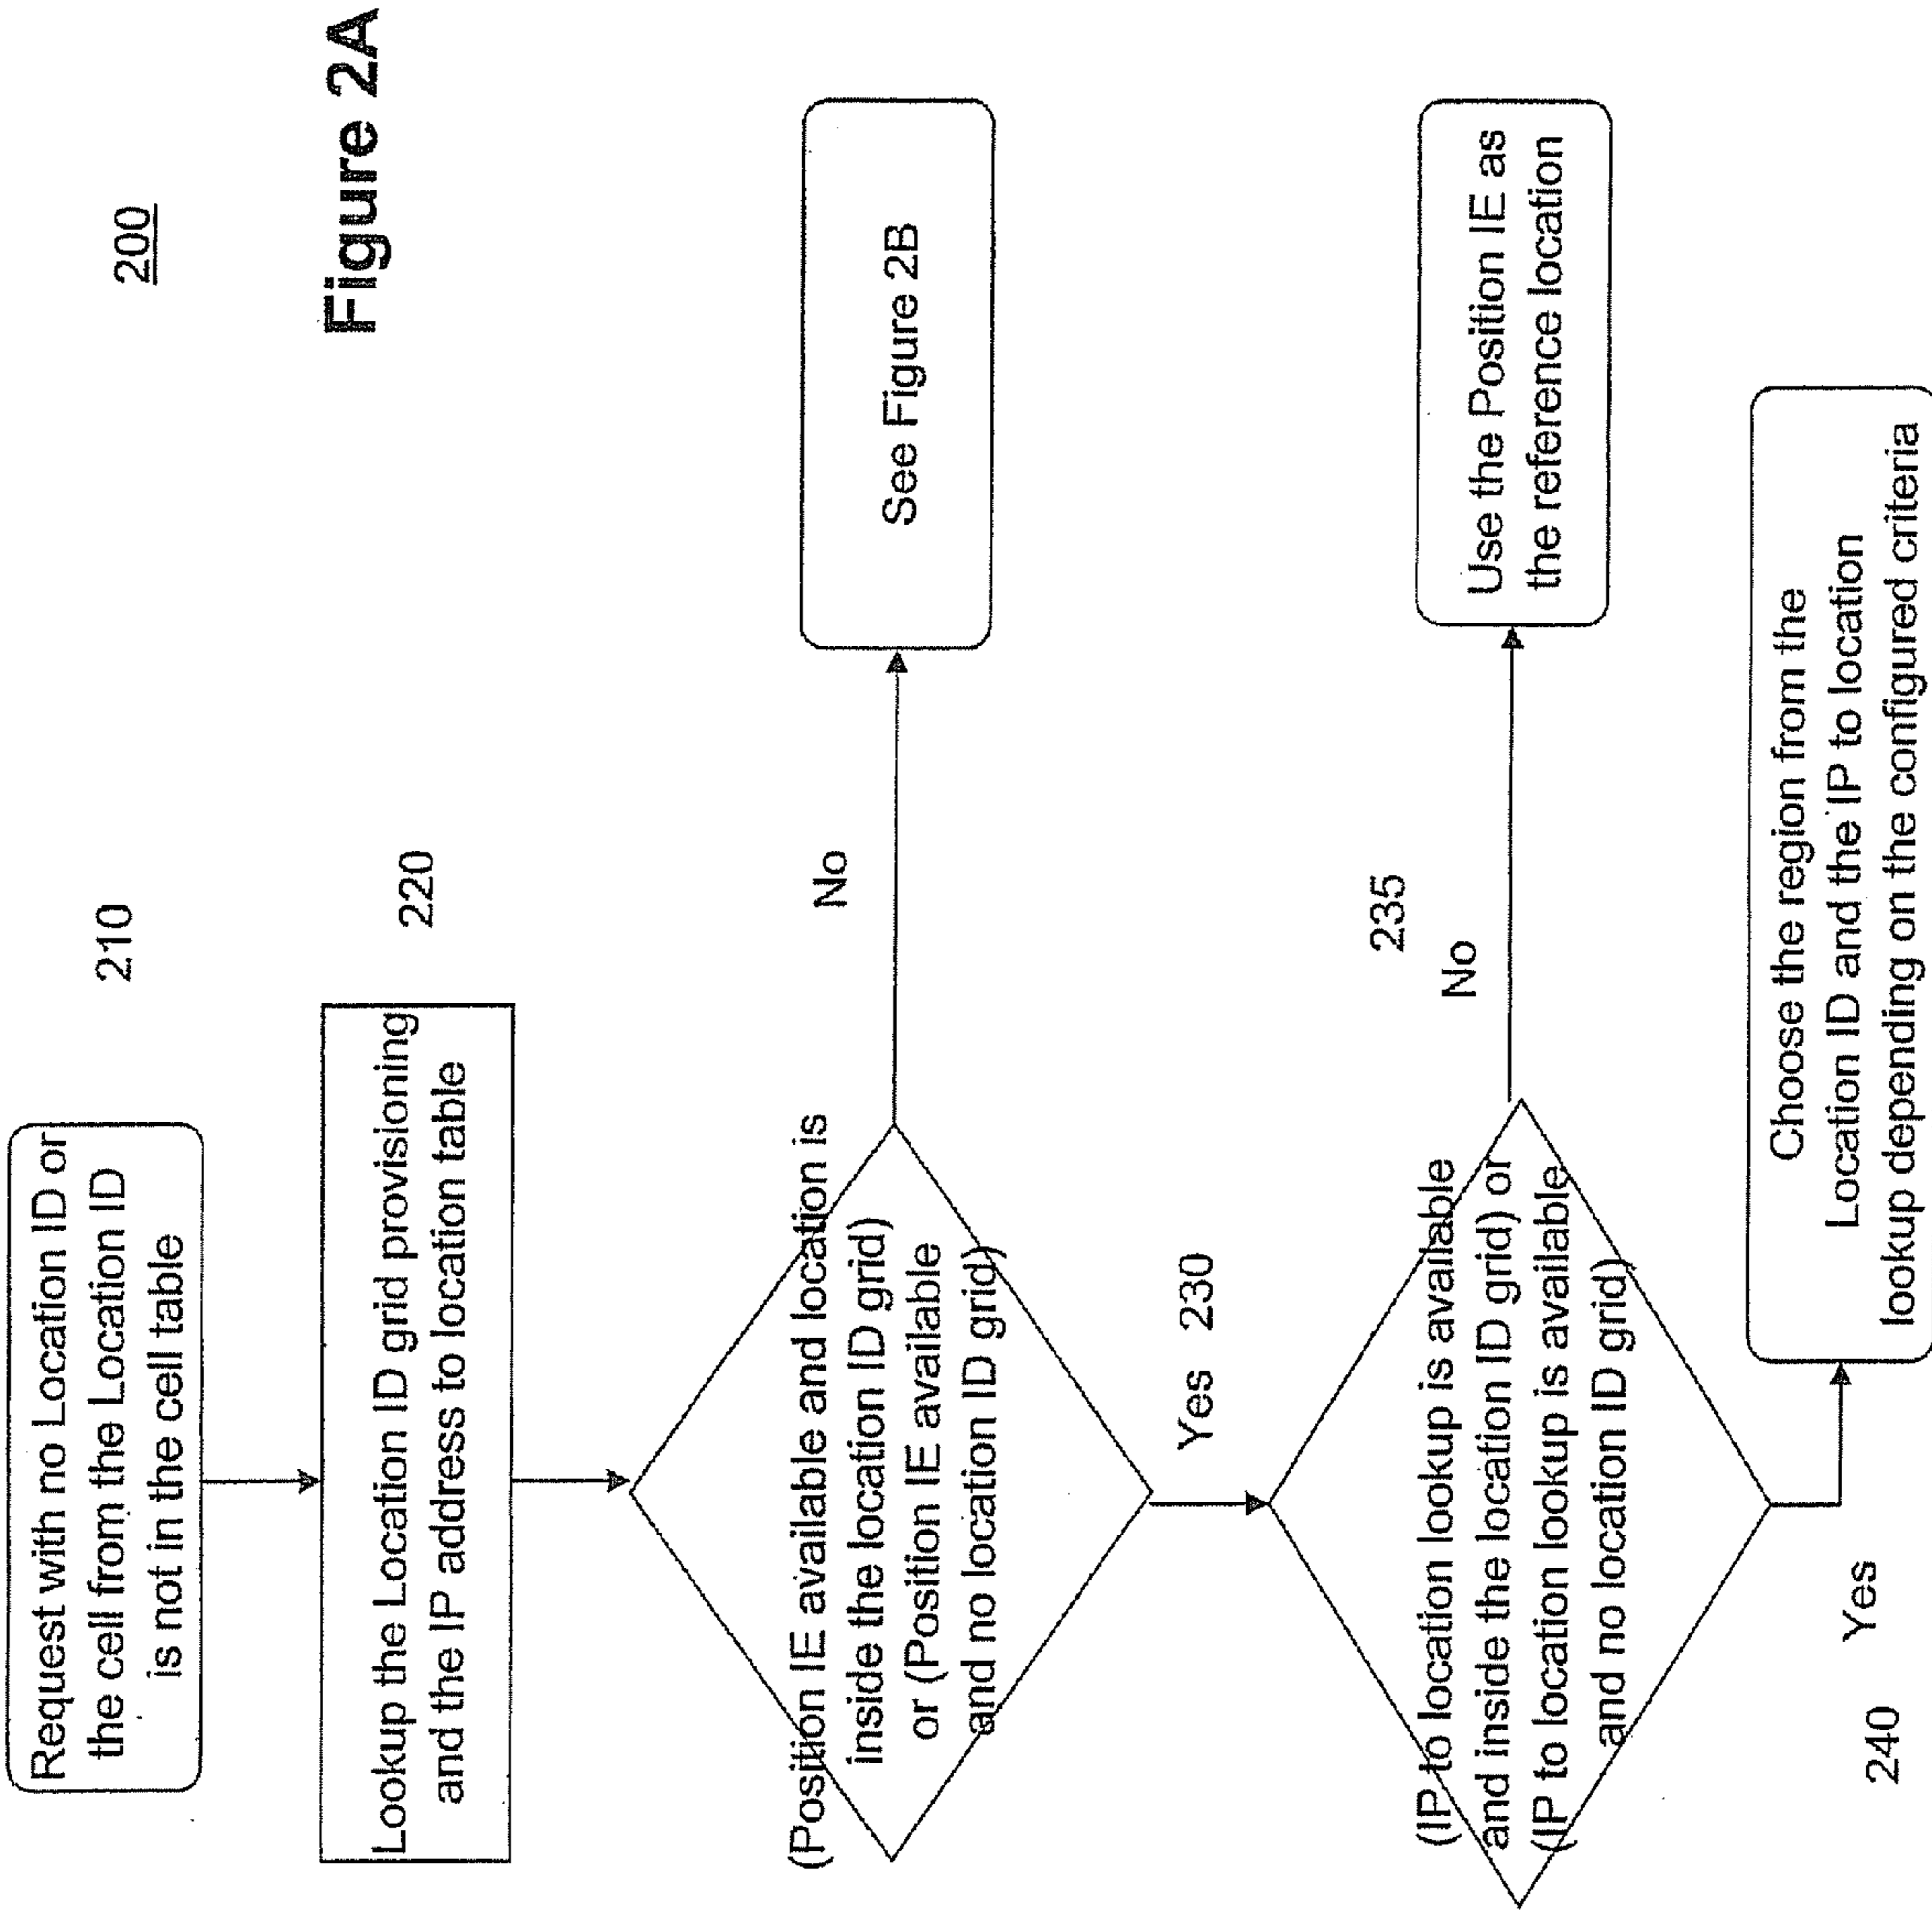 200
Figure 2A
Request with no Location ID or
the cell from the Location ID
is not in the cell table
210
Lookup the Location ID grid provisioning
and the IP address to location table
220
(Position IE available and location is
inside the location ID grid)
or (Position IE available
and no location ID grid)
No
See Figure 2B
Yes 230
(IP to location lookup is available
and inside the location ID grid) or
(IP to location lookup is available
and no location ID grid)
235
No
Use the Position IE as
the reference location
240 Yes
Choose the region from the
Location ID and the IP to location
lookup depending on the configured criteria